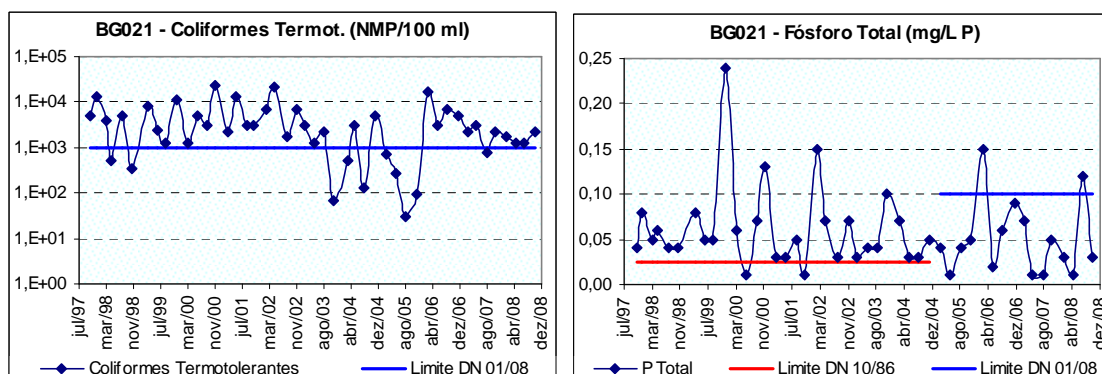 BG021 - Coliformes Termot. (NMP/100 ml)
1,E+05
1,E+04
1,E+03
1,E+02
1,E+01
1,E+00
jul/97
mar/98
nov/98
jul/99
mar/00
nov/00
jul/01
mar/02
nov/02
ago/03
abr/04
dez/04
ago/05
abr/06
dez/06
ago/07
abr/08
dez/08
Coliformes Termotolerantes
Limite DN 01/08
BG021 - Fósforo Total (mg/L P)
0,25
0,20
0,15
0,10
0,05
0,00
jul/97
mar/98
nov/98
jul/99
mar/00
nov/00
jul/01
mar/02
nov/02
ago/03
abr/04
dez/04
ago/05
abr/06
dez/06
ago/07
abr/08
dez/08
P Total
Limite DN 10/86
Limite DN 01/08